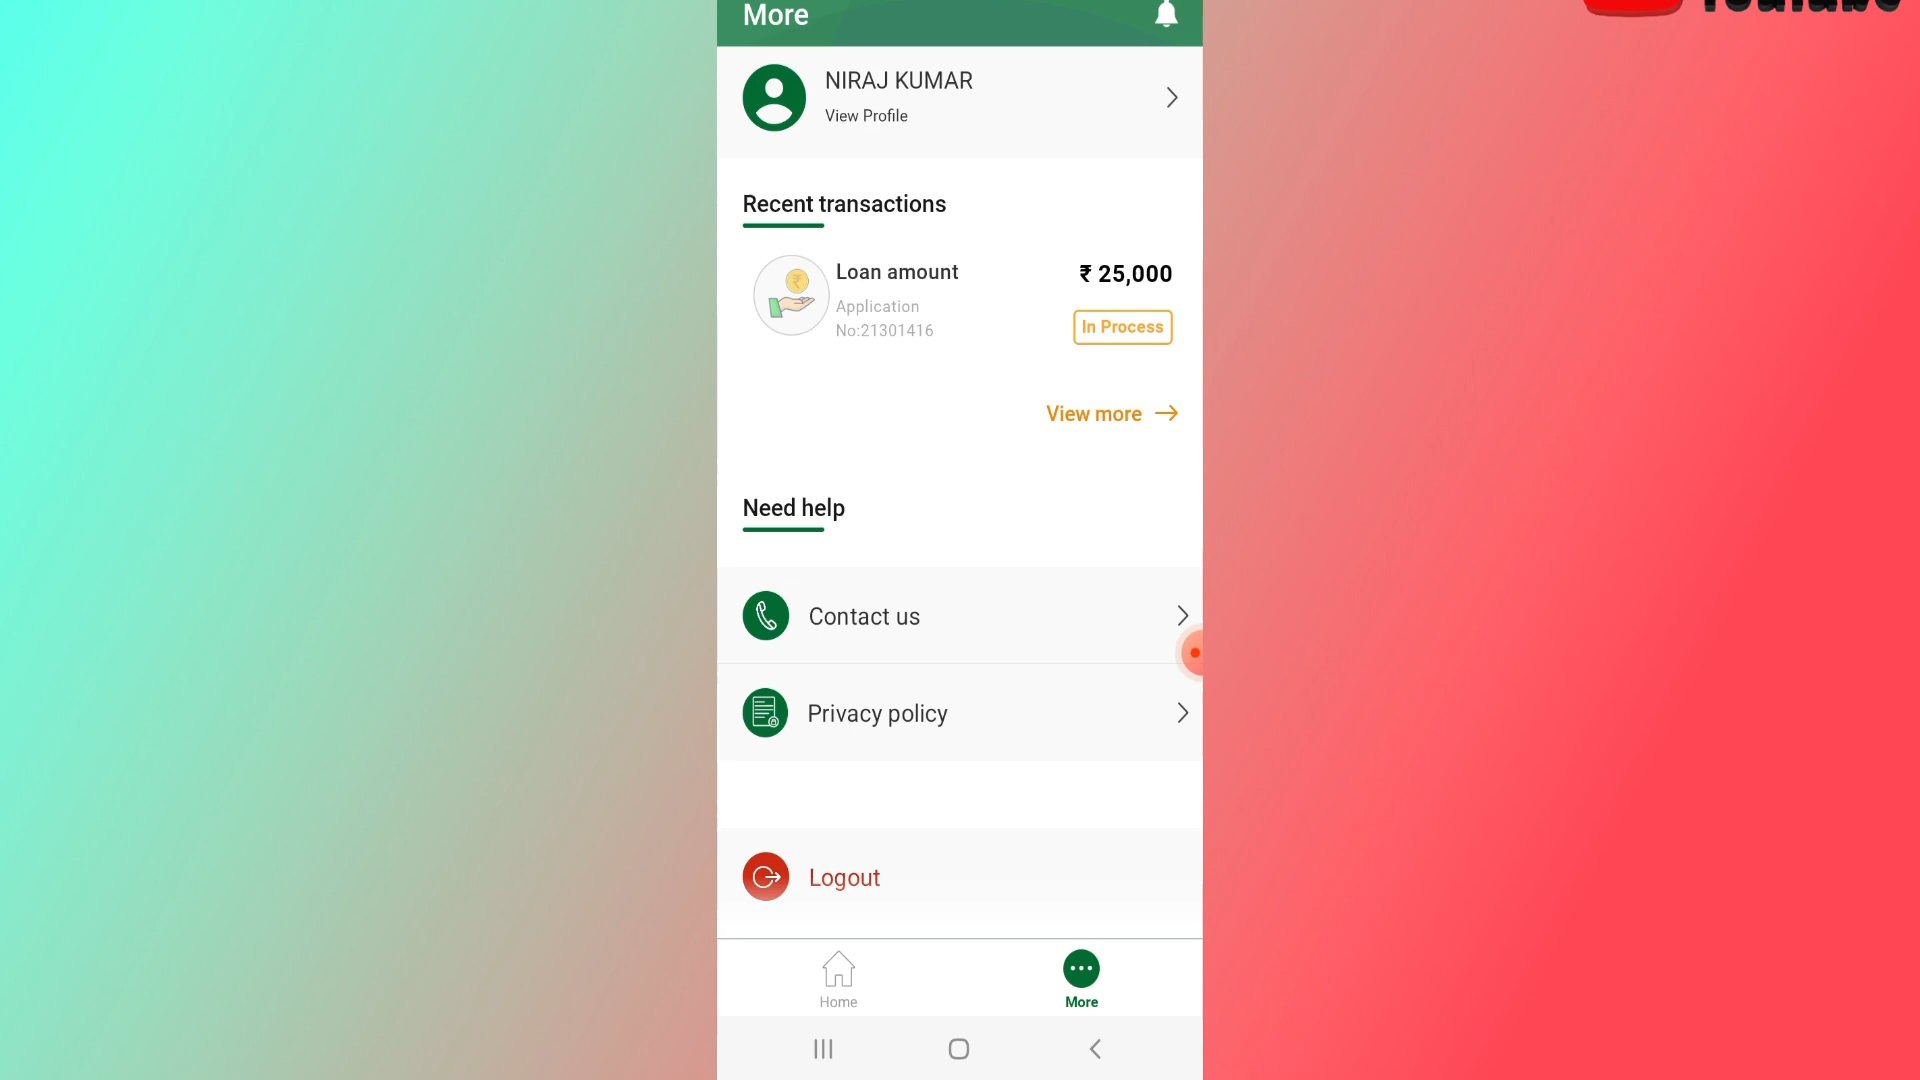 More
YouTube
NIRAJ KUMAR
View Profile
Recent transactions
Loan amount
₹ 25,000
Application
No:21301416
In Process
View more
Need help
Contact us
Privacy policy
Logout
Home
More